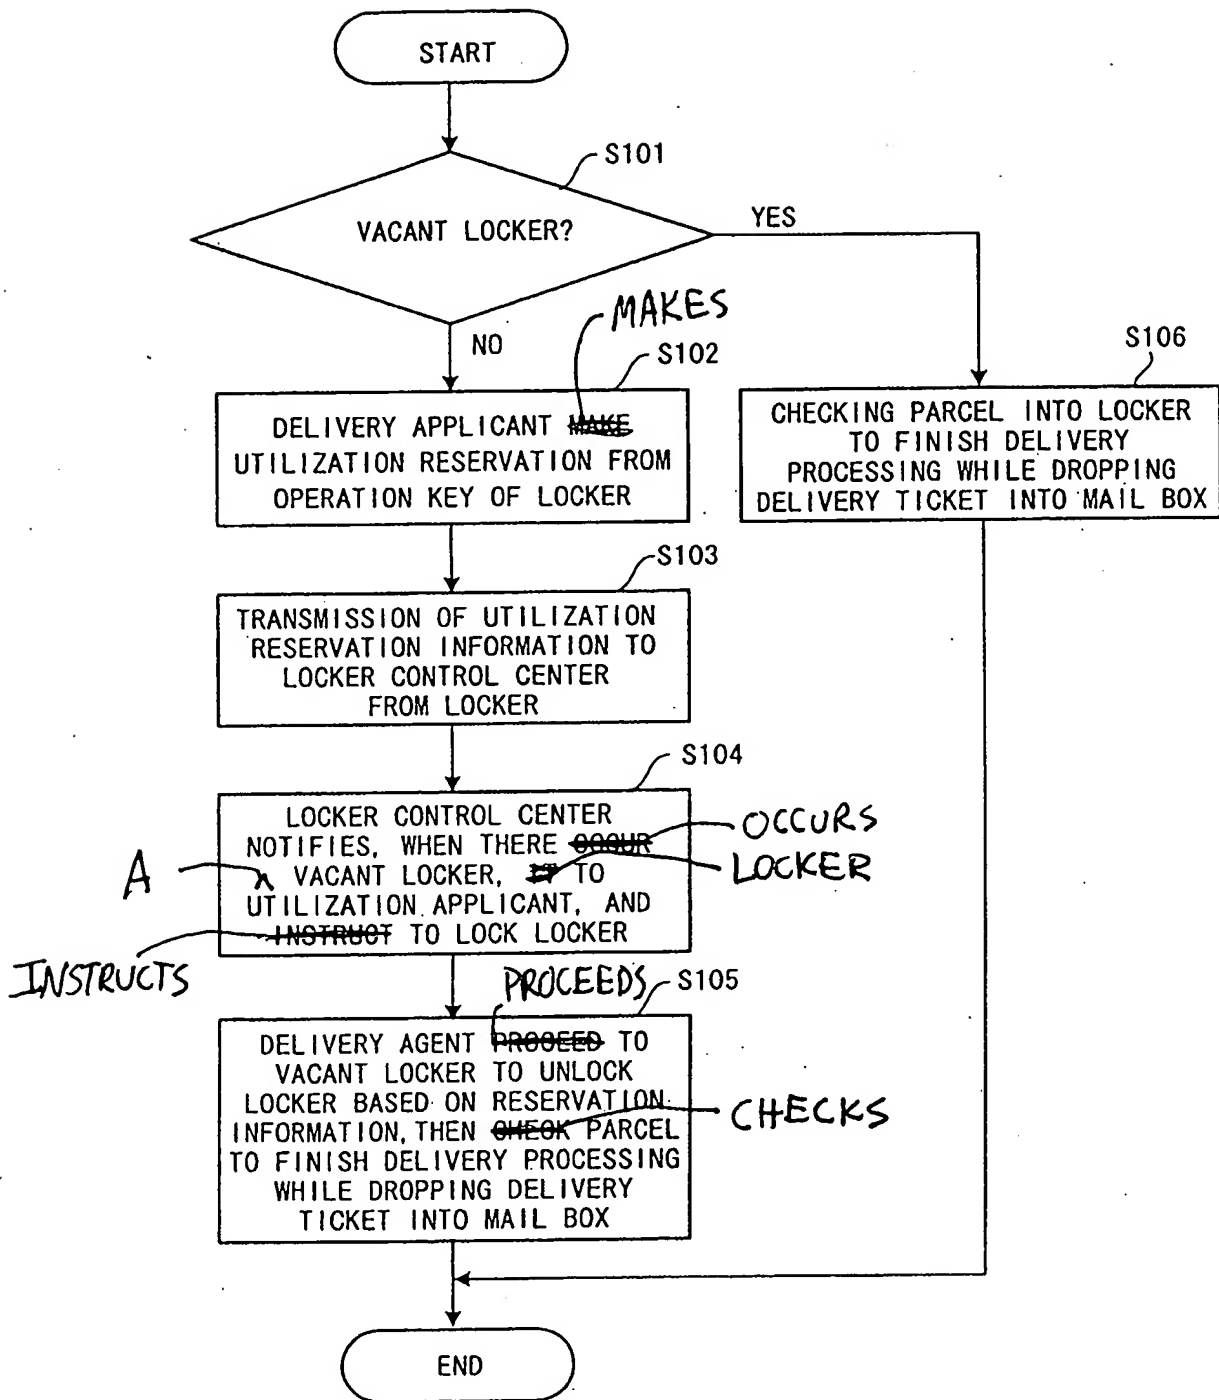 START
S101
VACANT LOCKER?
YES
NO
MAKES
S102
DELIVERY APPLICANT MAKE
UTILIZATION RESERVATION FROM
OPERATION KEY OF LOCKER
S106
CHECKING PARCEL INTO LOCKER
TO FINISH DELIVERY
PROCESSING WHILE DROPPING
DELIVERY TICKET INTO MAIL BOX
S103
TRANSMISSION OF UTILIZATION
RESERVATION INFORMATION TO
LOCKER CONTROL CENTER
FROM LOCKER
S104
LOCKER CONTROL CENTER
NOTIFIES, WHEN THERE OCCUR
OCCURS
A
VACANT LOCKER, IT TO
LOCKER
UTILIZATION APPLICANT, AND
INSTRUCT TO LOCK LOCKER
INSTRUCTS
PROCEEDS
S105
DELIVERY AGENT PROCEED TO
VACANT LOCKER TO UNLOCK
LOCKER BASED ON RESERVATION
INFORMATION, THEN CHECK PARCEL
CHECKS
TO FINISH DELIVERY PROCESSING
WHILE DROPPING DELIVERY
TICKET INTO MAIL BOX
END